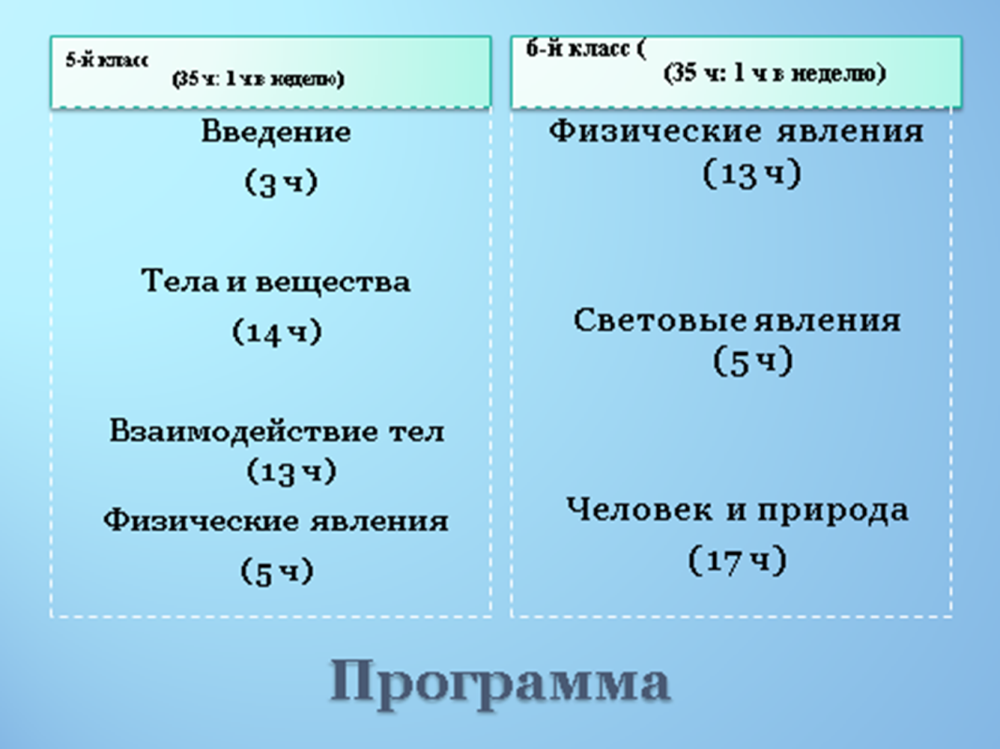 5-й класс
(35 ч: 1 ч в неделю)
Введение
(3 ч)
Тела и вещества
(14 ч)
Взаимодействие тел
(13 ч)
Физические явления
(5 ч)
6-й класс (
(35 ч: 1 ч в неделю)
Физические явления
(13 ч)
Световые явления
(5 ч)
Человек и природа
(17 ч)
Программа